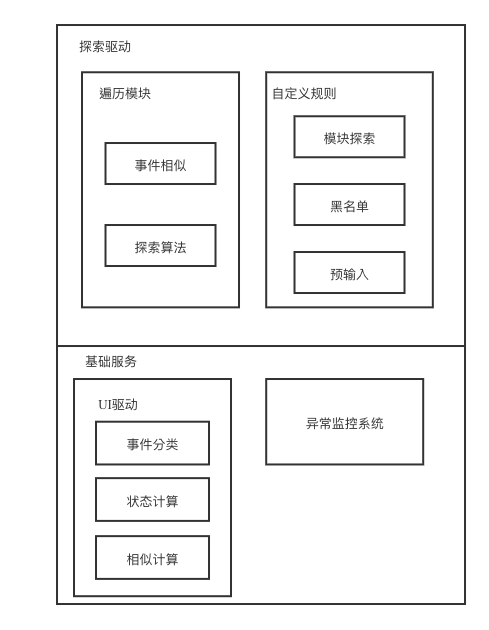 探索驱动
遍历模块
事件相似
探索算法
自定义规则
模块探索
黑名单
预输入
基础服务
UI驱动
事件分类
状态计算
相似计算
异常监控系统